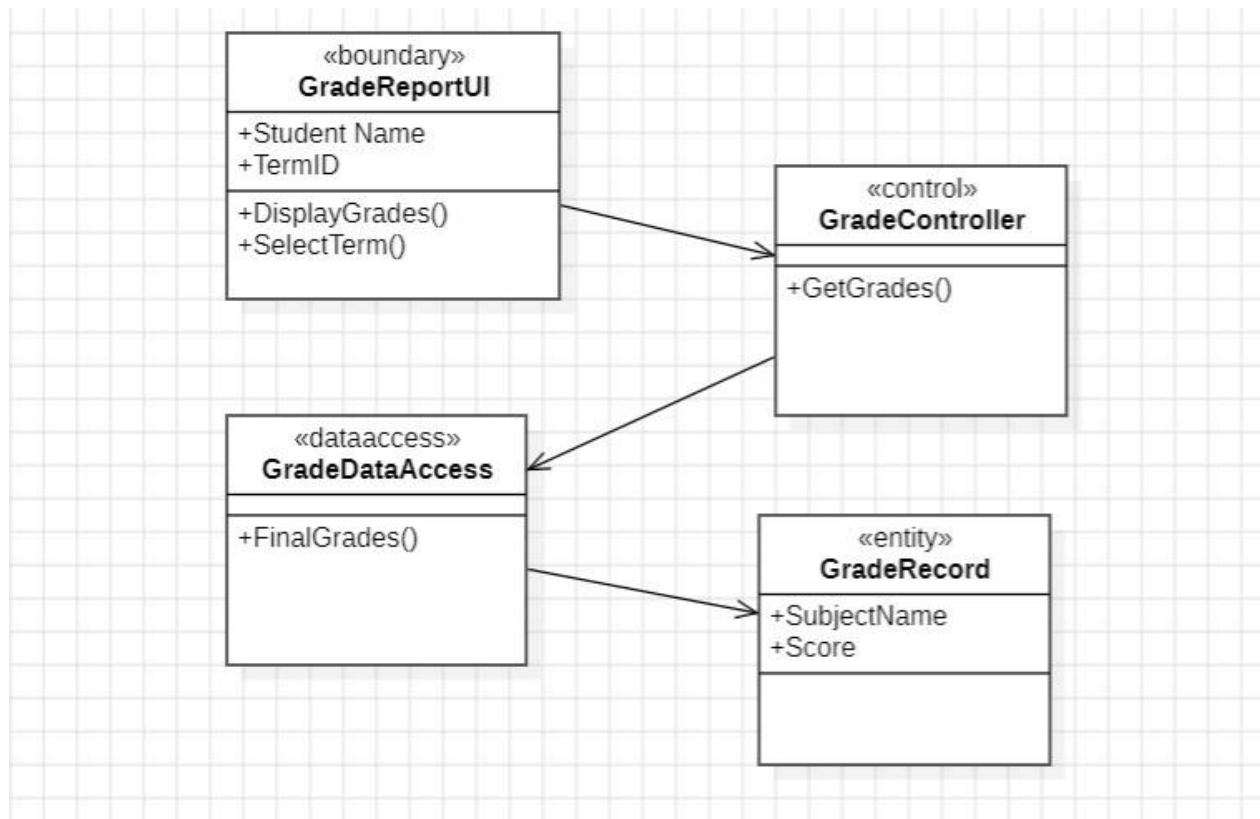 «boundary»
GradeReportUI
+Student Name
+TermID
+DisplayGrades()
+SelectTerm()
«control»
GradeController
+GetGrades()
«dataaccess»
GradeDataAccess
+FinalGrades()
«entity»
GradeRecord
+SubjectName
+Score